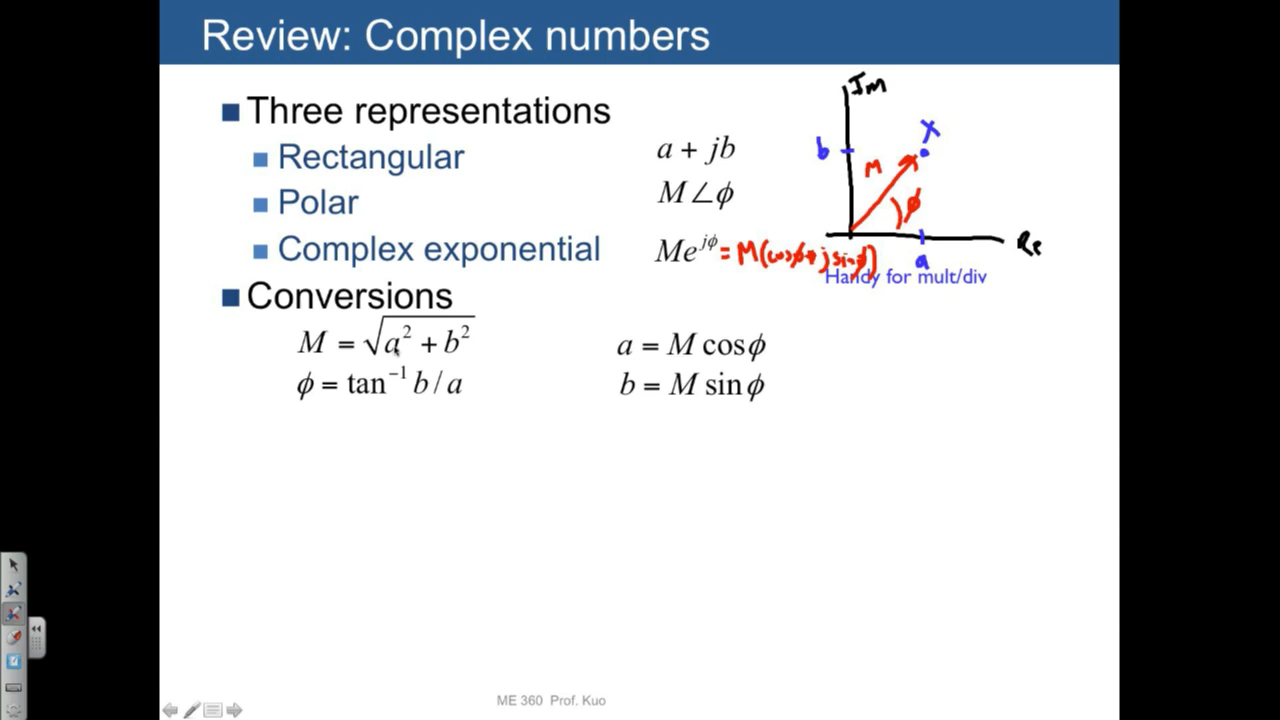 Review: Complex numbers
■ Three representations
■ Rectangular
a + jb
■ Polar
M∠ϕ
■ Complex exponential
Me^{jϕ} = M(cosϕ + j sinϕ)
Handy for mult/div
Im
b
X
M
ϕ
a
Re
■ Conversions
M = √(a² + b²)
a = M cosϕ
ϕ = tan⁻¹ b / a
b = M sinϕ
ME 360 Prof. Kuo